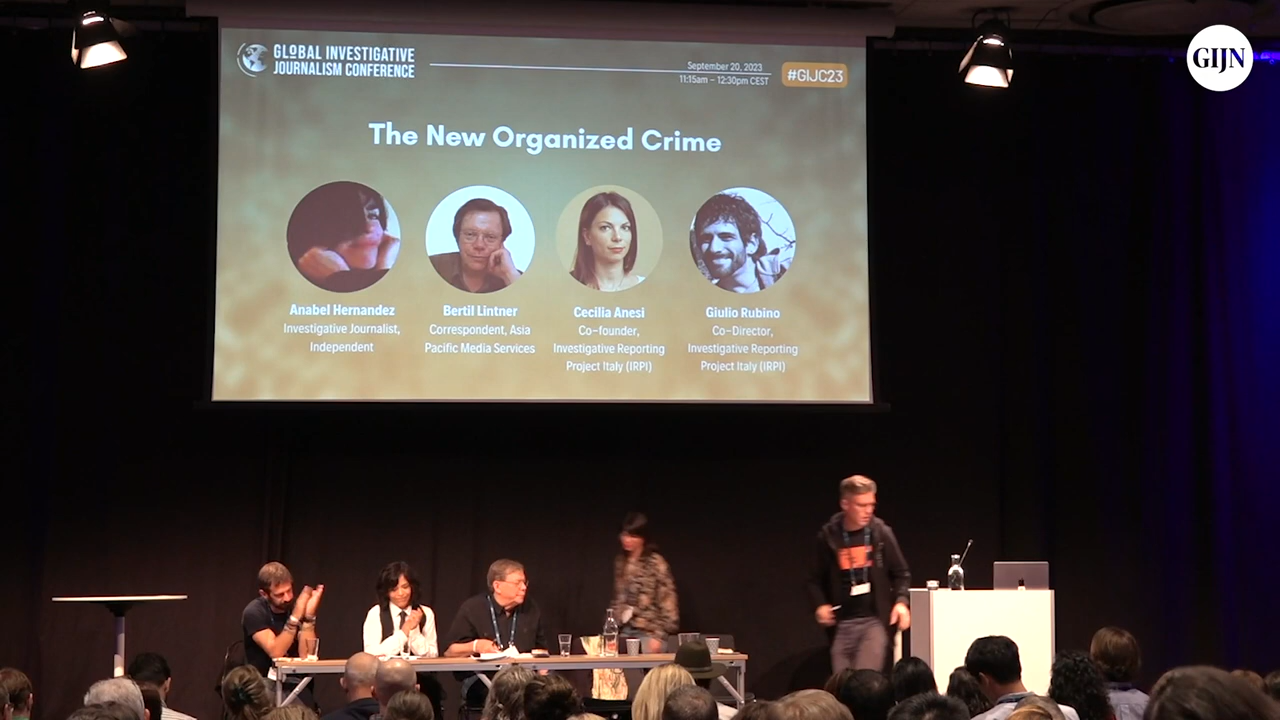 GLOBAL INVESTIGATIVE
JOURNALISM CONFERENCE
September 20, 2023
11:15am – 12:30pm CEST
#GIJC23
GIJN
The New Organized Crime
Anabel Hernandez
Investigative Journalist,
Independent
Bertil Lintner
Correspondent, Asia
Pacific Media Services
Cecilia Anesi
Co-founder,
Investigative Reporting
Project Italy (IRPI)
Giulio Rubino
Co-Director,
Investigative Reporting
Project Italy (IRPI)